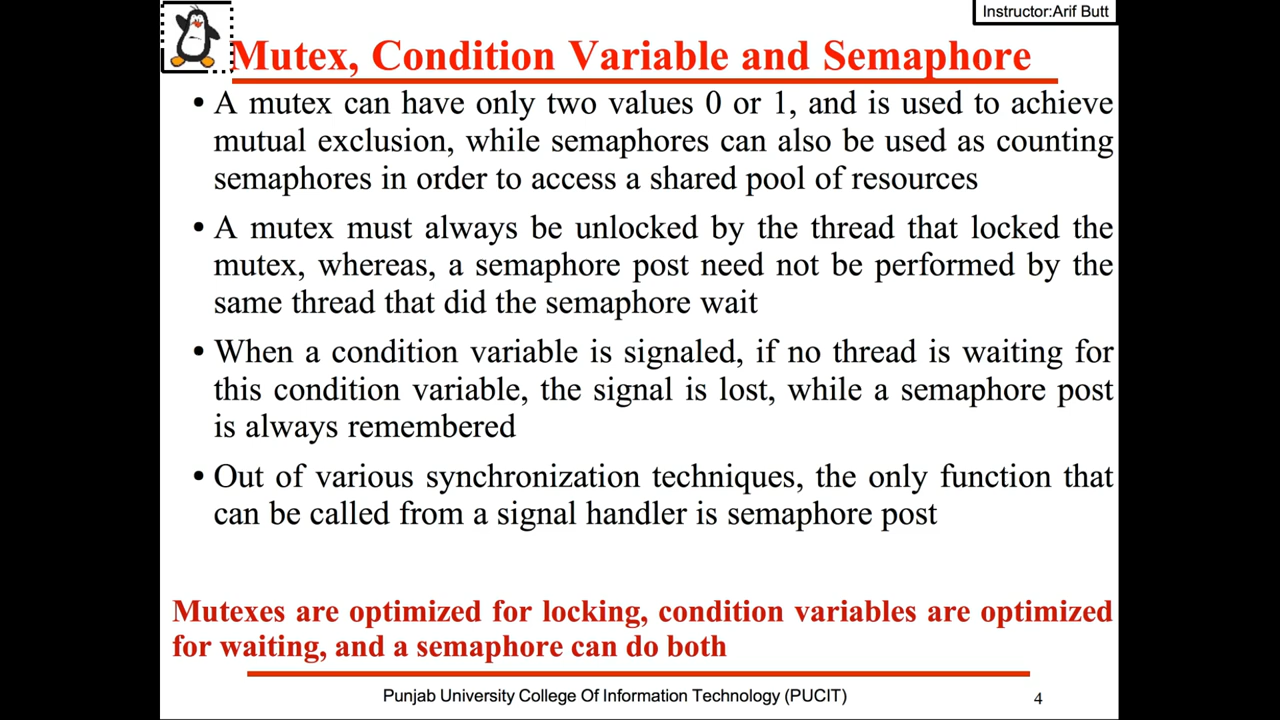 Instructor:Arif Butt
Mutex, Condition Variable and Semaphore
• A mutex can have only two values 0 or 1, and is used to achieve
mutual exclusion, while semaphores can also be used as counting
semaphores in order to access a shared pool of resources
• A mutex must always be unlocked by the thread that locked the
mutex, whereas, a semaphore post need not be performed by the
same thread that did the semaphore wait
• When a condition variable is signaled, if no thread is waiting for
this condition variable, the signal is lost, while a semaphore post
is always remembered
• Out of various synchronization techniques, the only function that
can be called from a signal handler is semaphore post
Mutexes are optimized for locking, condition variables are optimized
for waiting, and a semaphore can do both
Punjab University College Of Information Technology (PUCIT)
4